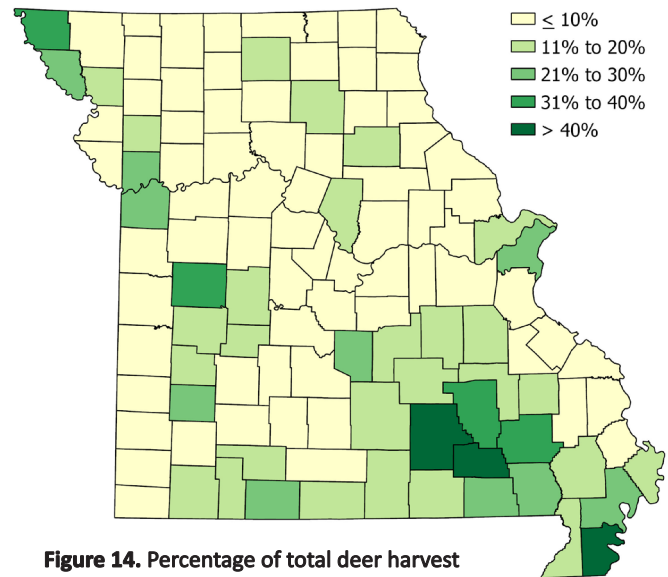 ≤ 10%
11% to 20%
21% to 30%
31% to 40%
> 40%
Figure 14. Percentage of total deer harvest